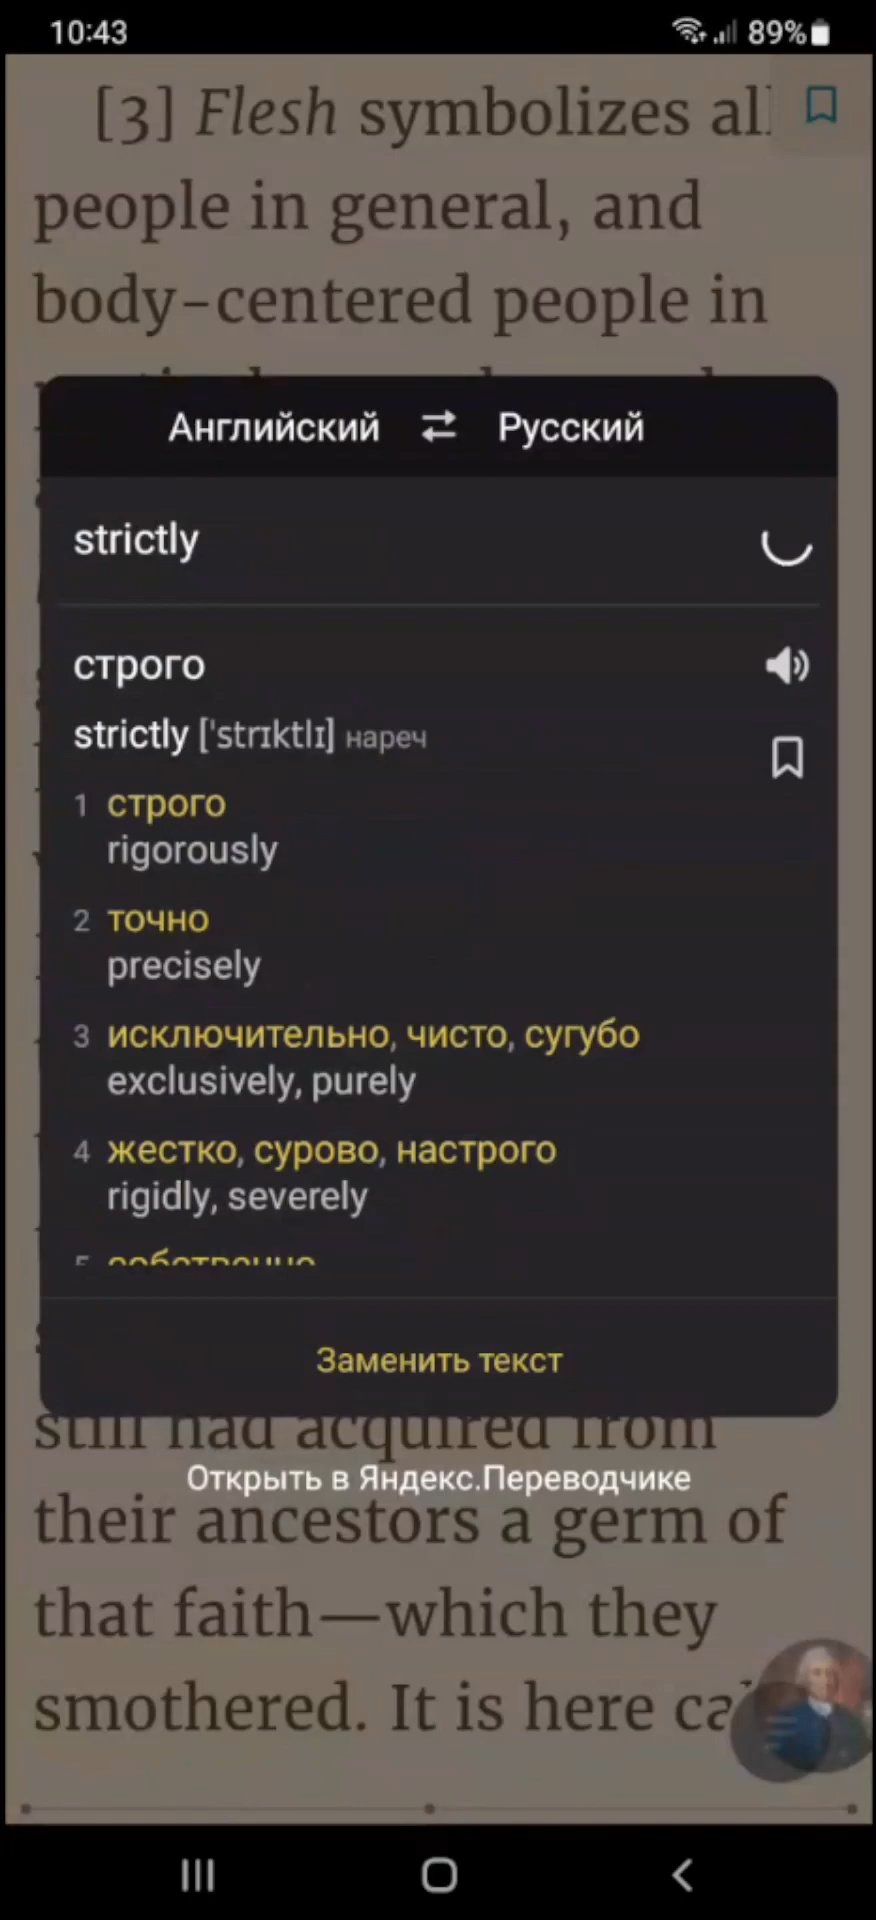 10:43
89%
[3] Flesh symbolizes al
people in general, and
body-centered people in
Английский Русский
strictly
строго
strictly ['strɪktlɪ] нареч
1 строго
rigorously
2 точно
precisely
3 исключительно, чисто, сугубо
exclusively, purely
4 жестко, сурово, настрого
rigidly, severely
5 собственно
Заменить текст
still had acquired from
Открыть в Яндекс.Переводчике
their ancestors a germ of
that faith—which they
smothered. It is here ca